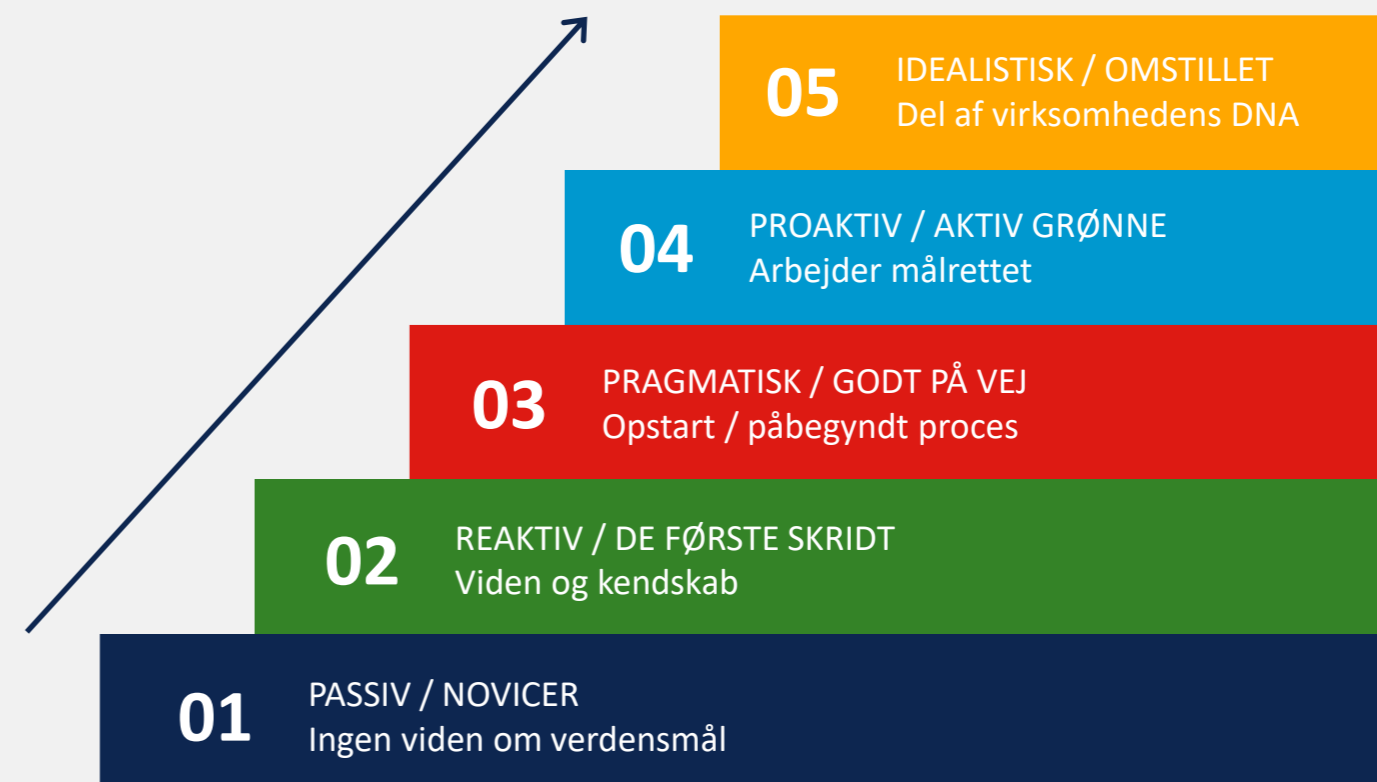 05
IDEALISTISK / OMSTILLET
Del af virksomhedens DNA
04
PROAKTIV / AKTIV GRØNNE
Arbejder målrettet
03
PRAGMATISK / GODT PÅ VEJ
Opstart / påbegyndt proces
02
REAKTIV / DE FØRSTE SKRIDT
Viden og kendskab
01
PASSIV / NOVICER
Ingen viden om verdensmål